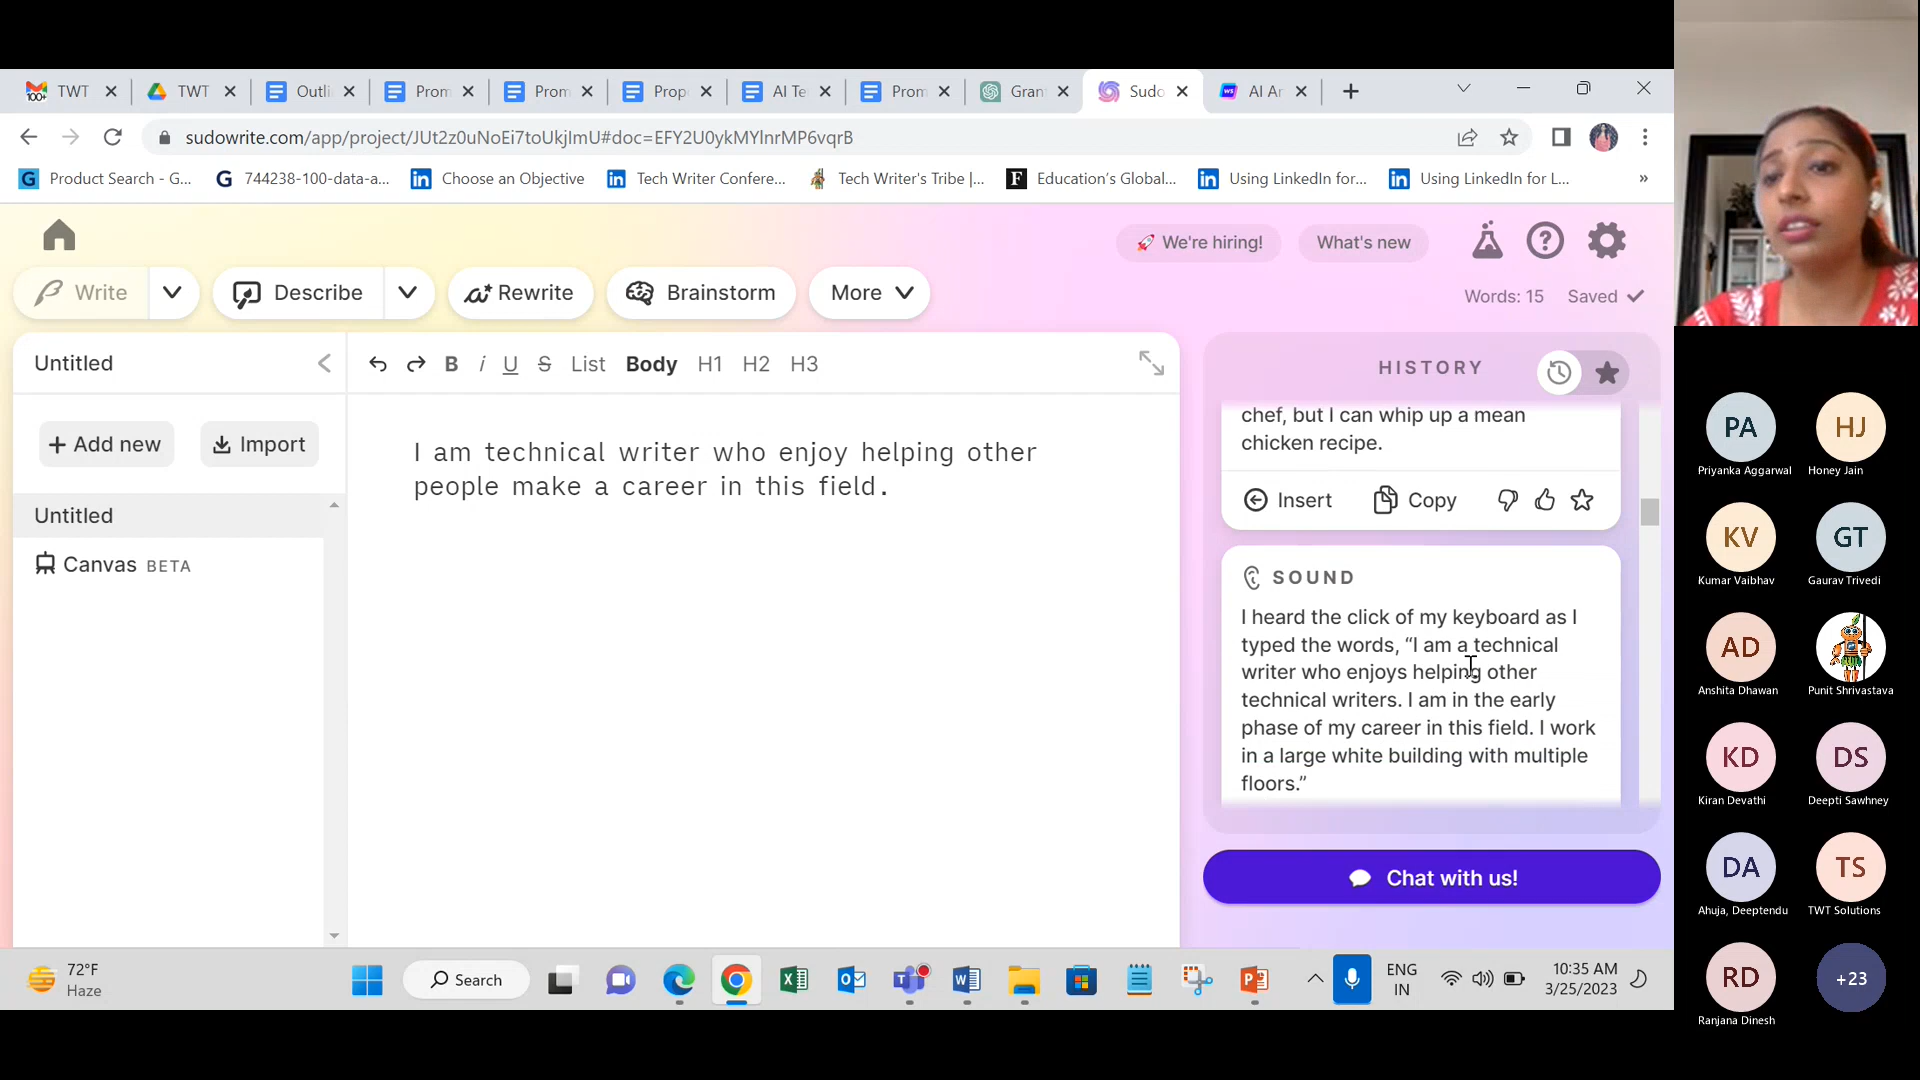 TWT
TWT
Outli
Prom
Prom
Prop
AI Te
Prom
Gran
Sudo
AI Ar
sudowrite.com/app/project/JUt2z0uNoEi7toUkjImU#doc=EFY2U0ykMYlnrMP6vqrB
Product Search - G...
744238-100-data-a...
Choose an Objective
Tech Writer Confere...
Tech Writer's Tribe |...
Education's Global...
Using LinkedIn for...
Using LinkedIn for L...
»
🚀 We're hiring!
What's new
Write
Describe
Rewrite
Brainstorm
More
Words: 15
Saved
Untitled
B i U S List Body H1 H2 H3
HISTORY
+ Add new
Import
Untitled
Canvas BETA
I am technical writer who enjoy helping other
people make a career in this field.
chef, but I can whip up a mean
chicken recipe.
Insert
Copy
SOUND
I heard the click of my keyboard as I
typed the words, “I am a technical
writer who enjoys helping other
technical writers. I am in the early
phase of my career in this field. I work
in a large white building with multiple
floors.”
Chat with us!
72°F
Haze
Search
ENG
IN
10:35 AM
3/25/2023
PA
Priyanka Aggarwal
HJ
Honey Jain
KV
Kumar Vaibhav
GT
Gaurav Trivedi
AD
Anshita Dhawan
Punit Shrivastava
KD
Kiran Devathi
DS
Deepti Sawhney
DA
Ahuja, Deeptendu
TS
TWT Solutions
RD
Ranjana Dinesh
+23